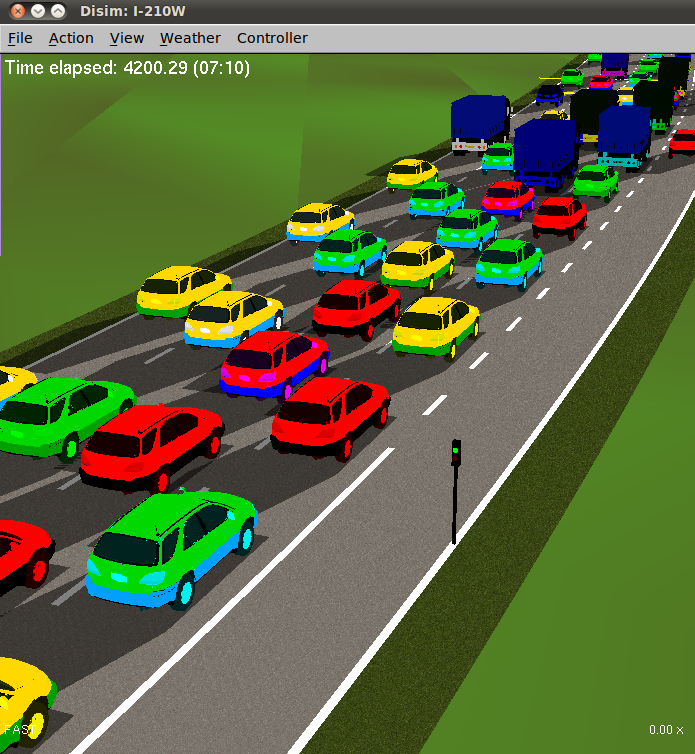 Disim: I-210W
File Action View Weather Controller
Time elapsed: 4200.29 (07:10)
FAST
0.00 x